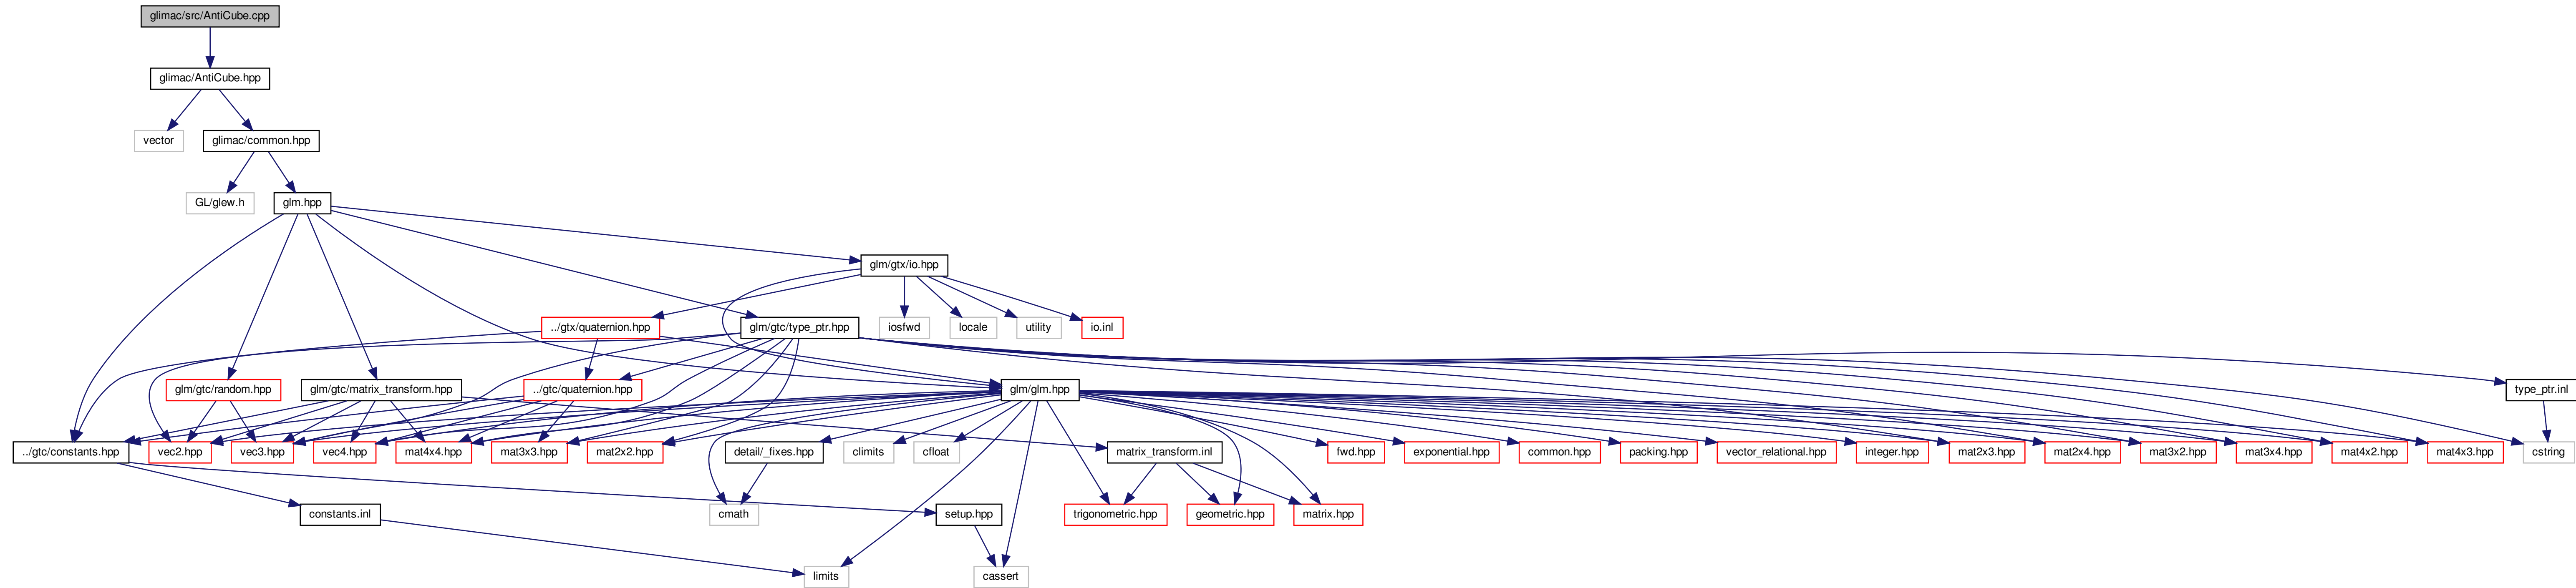 glimac/src/AntiCube.cpp
glimac/AntiCube.hpp
vector
glimac/common.hpp
GL/glew.h
glm.hpp
glm/gtx/io.hpp
../gtx/quaternion.hpp
glm/gtc/type_ptr.hpp
iosfwd
locale
utility
io.inl
glm/gtc/random.hpp
glm/gtc/matrix_transform.hpp
../gtc/quaternion.hpp
glm/glm.hpp
type_ptr.inl
../gtc/constants.hpp
vec2.hpp
vec3.hpp
vec4.hpp
mat4x4.hpp
mat3x3.hpp
mat2x2.hpp
detail/_fixes.hpp
climits
cfloat
matrix_transform.inl
fwd.hpp
exponential.hpp
common.hpp
packing.hpp
vector_relational.hpp
integer.hpp
mat2x3.hpp
mat2x4.hpp
mat3x2.hpp
mat3x4.hpp
mat4x2.hpp
mat4x3.hpp
cstring
constants.inl
cmath
setup.hpp
trigonometric.hpp
geometric.hpp
matrix.hpp
limits
cassert